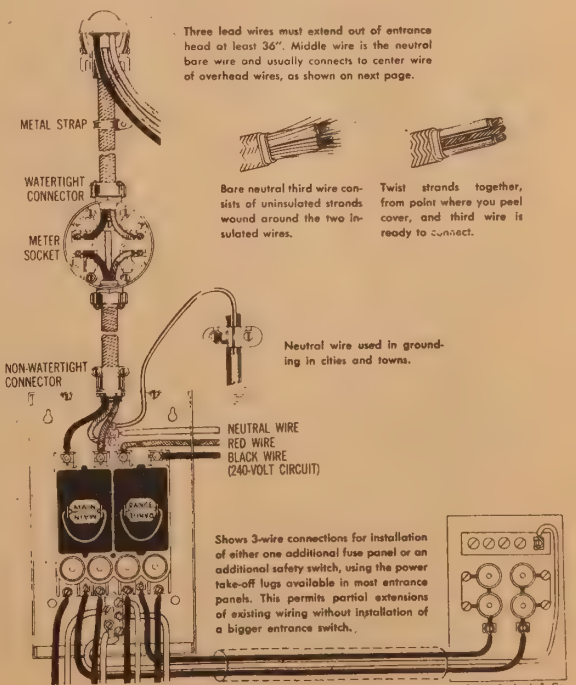 Three lead wires must extend out of entrance
head at least 36". Middle wire is the neutral
bare wire and usually connects to center wire
of overhead wires, as shown on next page.
METAL STRAP
WATERTIGHT
CONNECTOR
Bare neutral third wire con-
sists of uninsulated strands
wound around the two in-
sulated wires.
Twist strands together,
from point where you peel
cover, and third wire is
ready to connect.
METER
SOCKET
Neutral wire used in ground-
ing in cities and towns.
NON-WATERTIGHT
CONNECTOR
NEUTRAL WIRE
RED WIRE
BLACK WIRE
(240-VOLT CIRCUIT)
MAIN
MAIN
RANGE
RANGE
Shows 3-wire connections for installation
of either one additional fuse panel or an
additional safety switch, using the power
take-off lugs available in most entrance
panels. This permits partial extensions
of existing wiring without installation of
a bigger entrance switch.